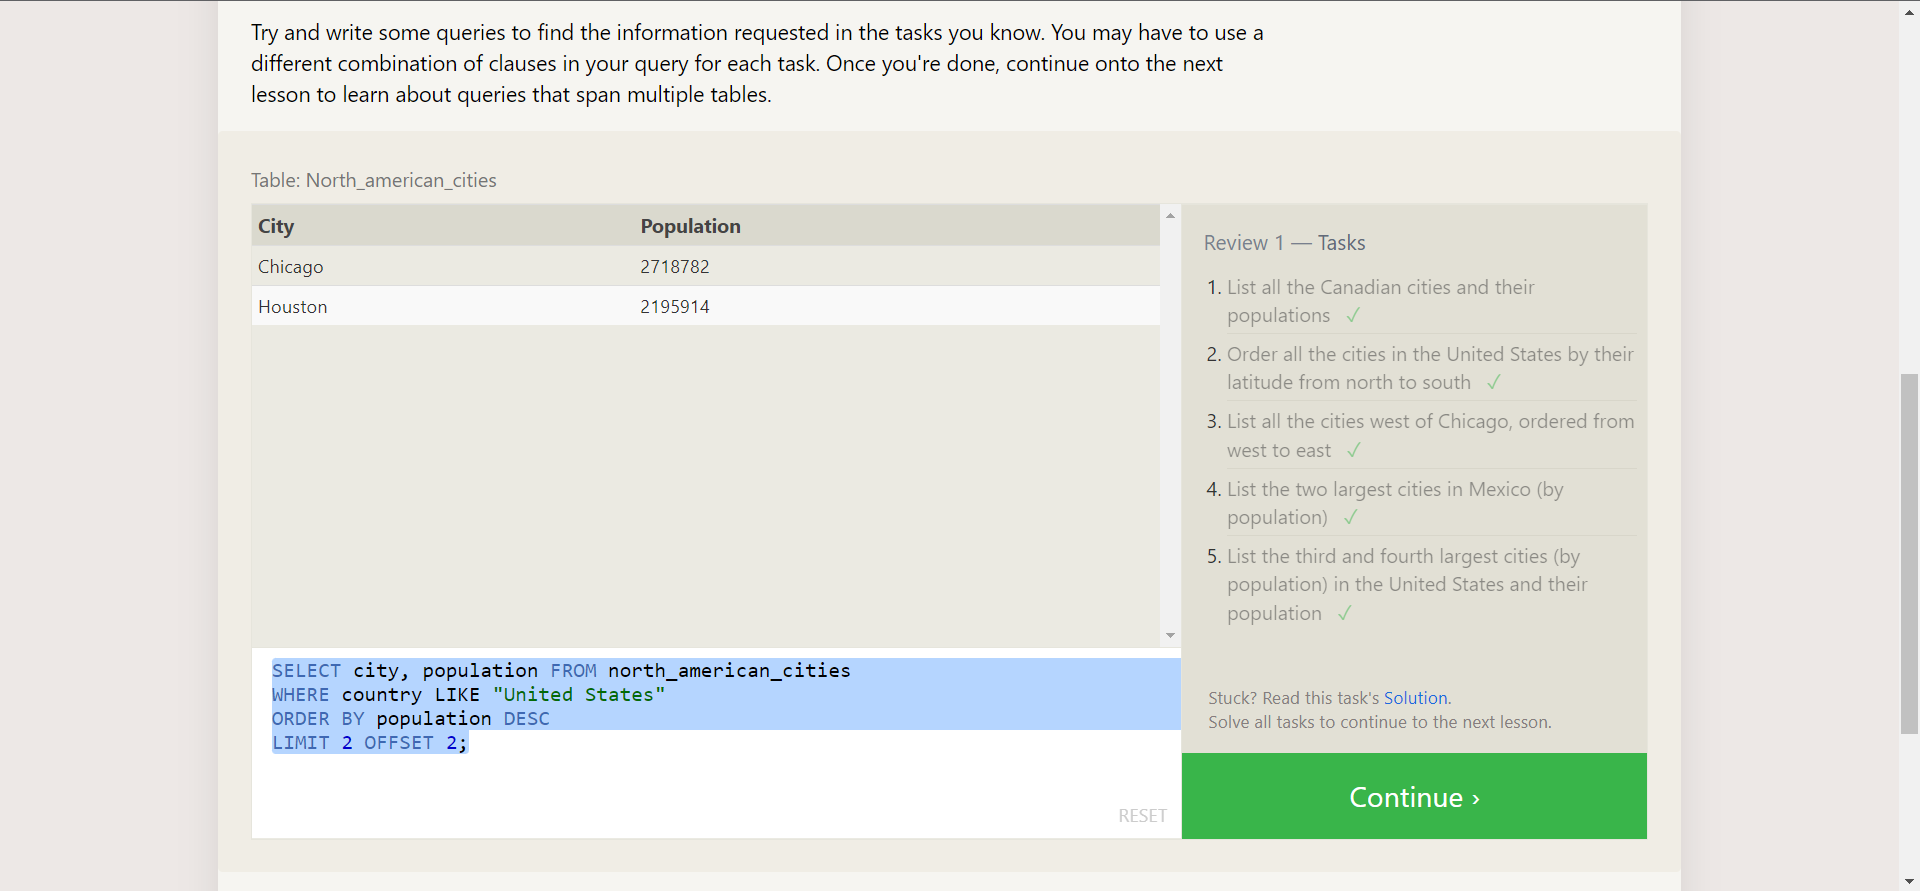 Try and write some queries to find the information requested in the tasks you know. You may have to use a
different combination of clauses in your query for each task. Once you're done, continue onto the next
lesson to learn about queries that span multiple tables.
Table: North_american_cities
City Population
Chicago 2718782
Houston 2195914
SELECT city, population FROM north_american_cities
WHERE country LIKE "United States"
ORDER BY population DESC
LIMIT 2 OFFSET 2;
RESET
Review 1 — Tasks
1. List all the Canadian cities and their
populations ✓
2. Order all the cities in the United States by their
latitude from north to south ✓
3. List all the cities west of Chicago, ordered from
west to east ✓
4. List the two largest cities in Mexico (by
population) ✓
5. List the third and fourth largest cities (by
population) in the United States and their
population ✓
Stuck? Read this task's Solution.
Solve all tasks to continue to the next lesson.
Continue ›